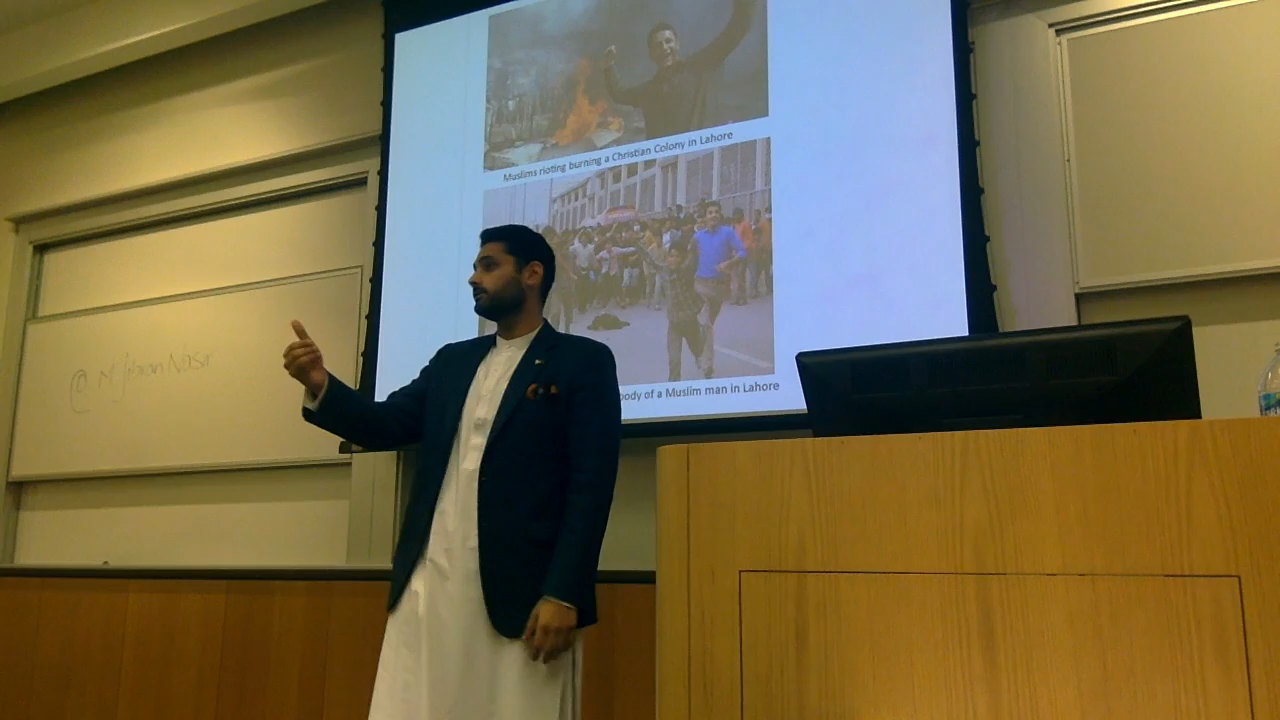 Muslims rioting burning a Christian Colony in Lahore
body of a Muslim man in Lahore
@ M Jibran Nasir